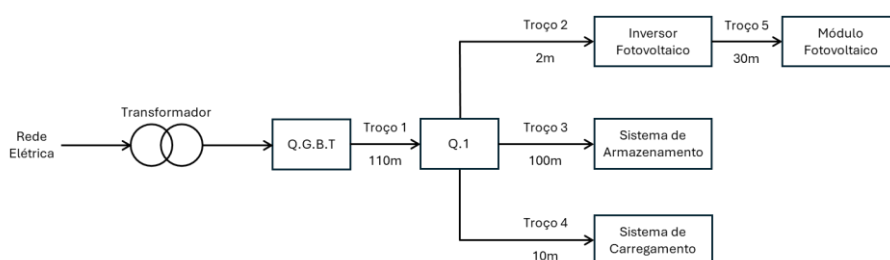 Rede
Elétrica
Transformador
Q.G.B.T
Troço 1
110m
Q.1
Troço 2
2m
Inversor
Fotovoltaico
Troço 5
30m
Módulo
Fotovoltaico
Troço 3
100m
Sistema de
Armazenamento
Troço 4
10m
Sistema de
Carregamento